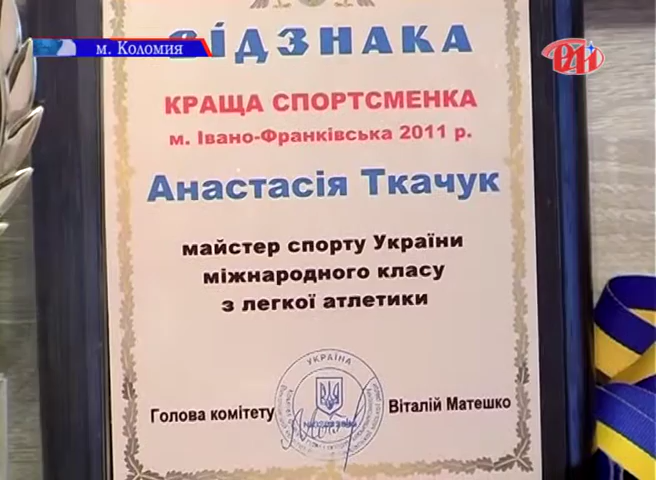 м. Коломия
ВІДЗНАКА
КРАЩА СПОРТСМЕНКА
м. Івано-Франківська 2011 р.
Анастасія Ткачук
майстер спорту України
міжнародного класу
з легкої атлетики
УКРАЇНА
Голова комітету
Віталій Матешко